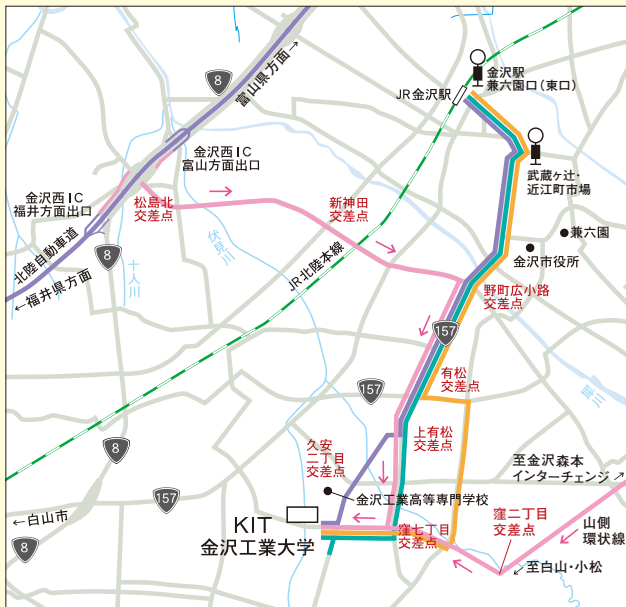 8
富山県方面→
金沢駅
兼六園口（東口）
JR金沢駅
金沢西IC
富山方面出口
武蔵ヶ辻・
近江町市場
金沢西IC
福井方面出口
松島北
交差点
新神田
交差点
兼六園
金沢市役所
北陸自動車道
伏見川
十人川
8
JR北陸本線
←福井県方面
野町広小路
交差点
157
有松
交差点
犀川
157
上有松
交差点
久安
二丁目
交差点
8
至金沢森本
インターチェンジ↗
金沢工業高等専門学校
157
←白山市
KIT
金沢工業大学
窪七丁目
交差点
窪二丁目
交差点
山側
環状線
8
↙至白山・小松